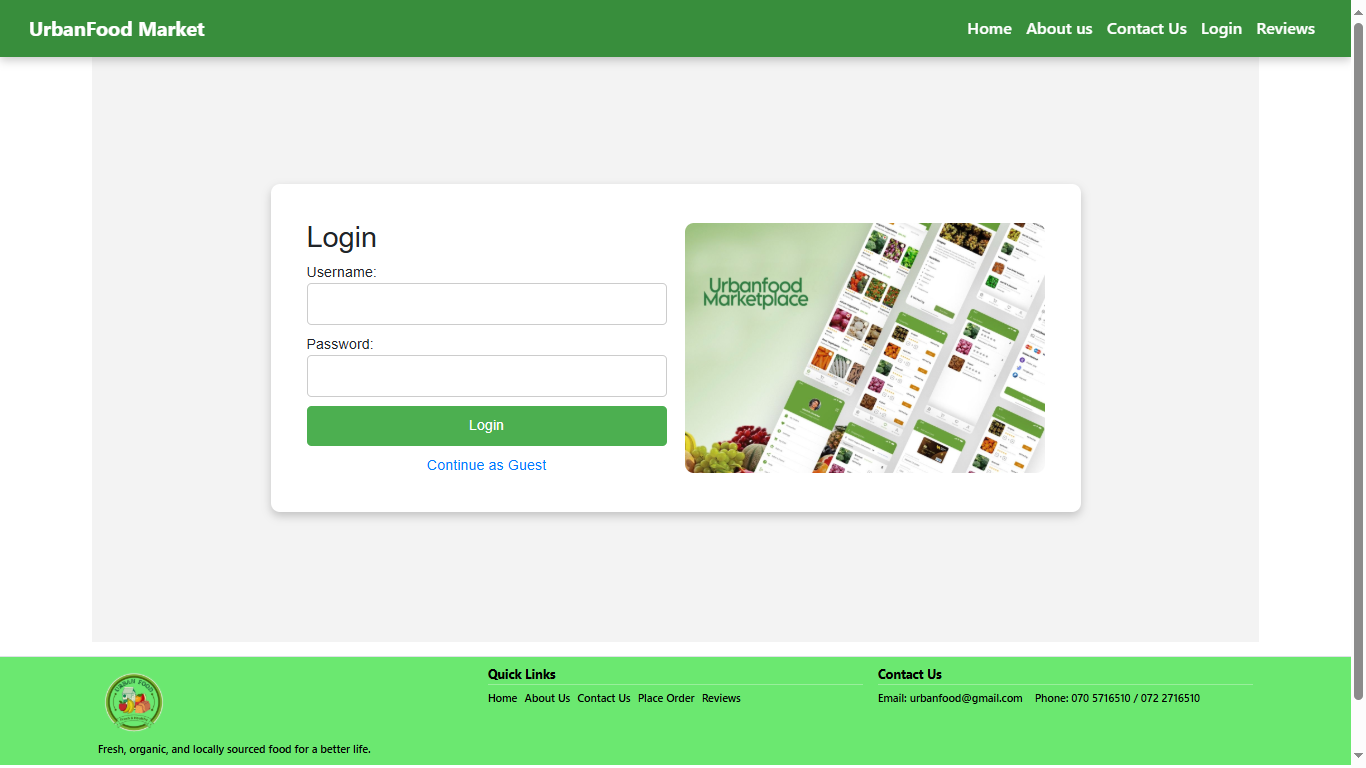 UrbanFood Market
Home About us Contact Us Login Reviews
Login
Username:
Password:
Login
Continue as Guest
Urbanfood
Marketplace
Quick Links
Home About Us Contact Us Place Order Reviews
Contact Us
Email: urbanfood@gmail.com Phone: 070 5716510 / 072 2716510
URBAN FOOD
Fresh, organic, and locally sourced food for a better life.